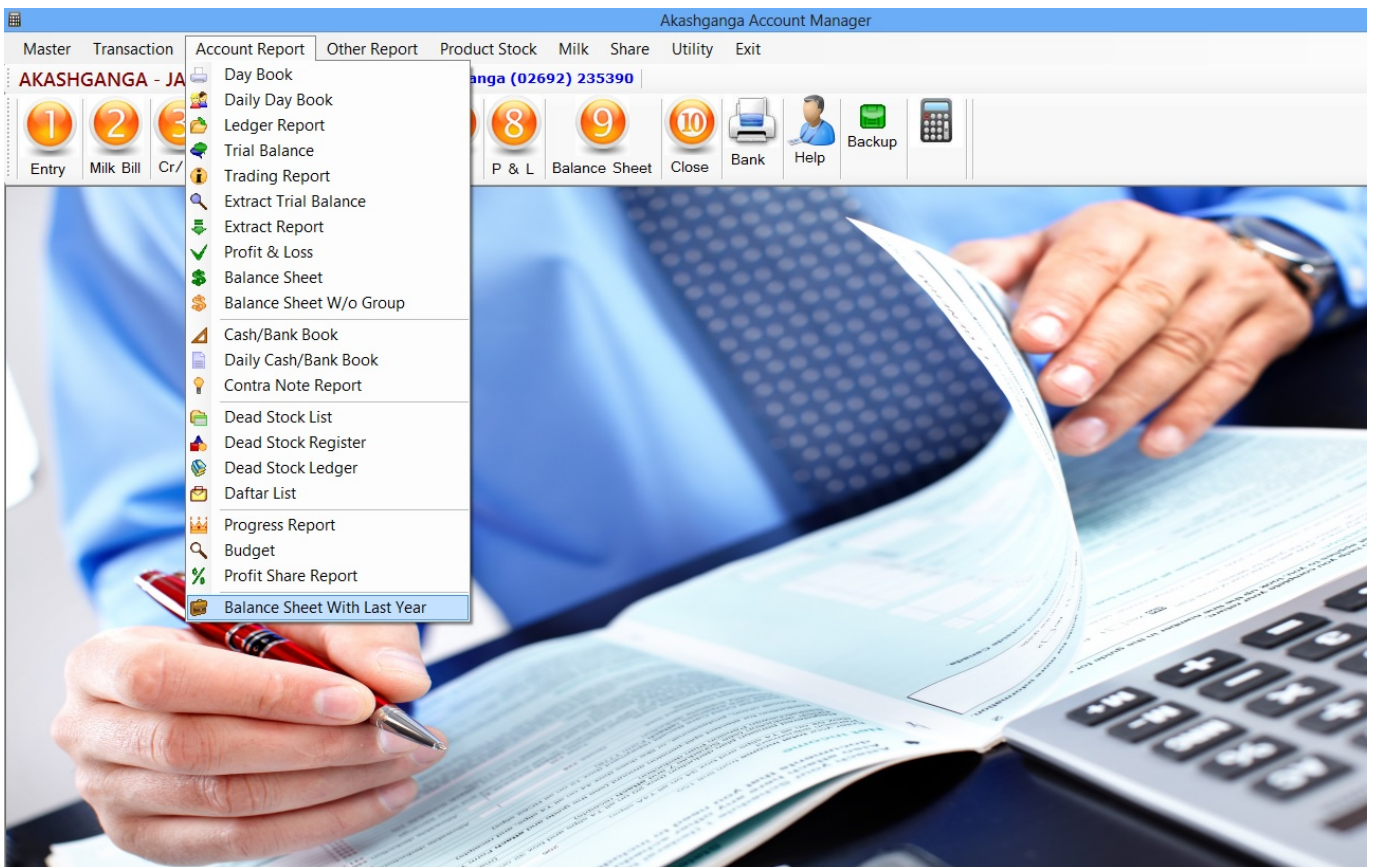 Akashganga Account Manager
Master Transaction Account Report Other Report Product Stock Milk Share Utility Exit
AKASHGANGA - JA
anga (02692) 235390
1 2 3 8 9 10
Entry Milk Bill Cr/ P & L Balance Sheet Close Bank Help Backup
Day Book
Daily Day Book
Ledger Report
Trial Balance
Trading Report
Extract Trial Balance
Extract Report
Profit & Loss
Balance Sheet
Balance Sheet W/o Group
Cash/Bank Book
Daily Cash/Bank Book
Contra Note Report
Dead Stock List
Dead Stock Register
Dead Stock Ledger
Daftar List
Progress Report
Budget
Profit Share Report
Balance Sheet With Last Year